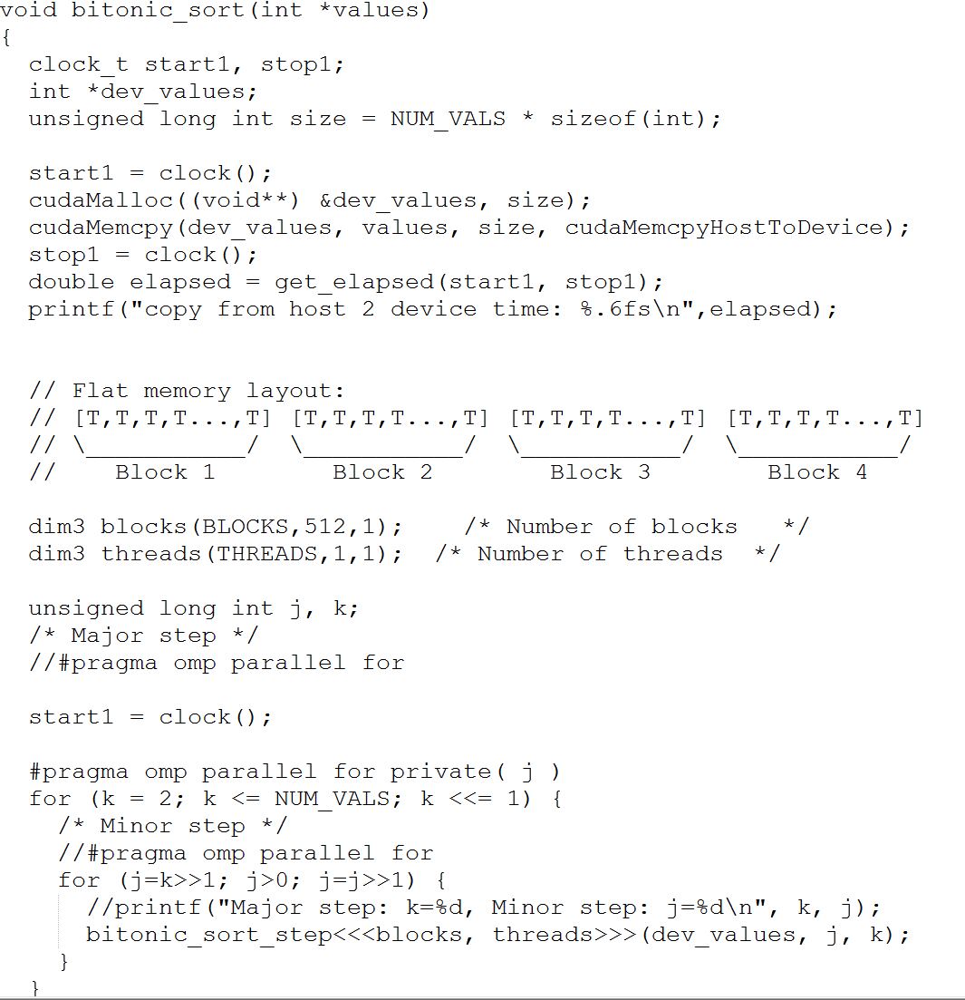 void bitonic_sort(int *values)
{
  clock_t start1, stop1;
  int *dev_values;
  unsigned long int size = NUM_VALS * sizeof(int);

  start1 = clock();
  cudaMalloc((void**) &dev_values, size);
  cudaMemcpy(dev_values, values, size, cudaMemcpyHostToDevice);
  stop1 = clock();
  double elapsed = get_elapsed(start1, stop1);
  printf("copy from host 2 device time: %.6fs\n",elapsed);


  // Flat memory layout:
  // [T,T,T,T...,T] [T,T,T,T...,T] [T,T,T,T...,T] [T,T,T,T...,T]
  // \___________/  \___________/  \___________/  \___________/
  //    Block 1        Block 2        Block 3        Block 4

  dim3 blocks(BLOCKS,512,1);    /* Number of blocks   */
  dim3 threads(THREADS,1,1);  /* Number of threads  */

  unsigned long int j, k;
  /* Major step */
  //#pragma omp parallel for

  start1 = clock();

  #pragma omp parallel for private( j )
  for (k = 2; k <= NUM_VALS; k <<= 1) {
    /* Minor step */
    //#pragma omp parallel for
    for (j=k>>1; j>0; j=j>>1) {
      //printf("Major step: k=%d, Minor step: j=%d\n", k, j);
      bitonic_sort_step<<<blocks, threads>>>(dev_values, j, k);
    }
  }